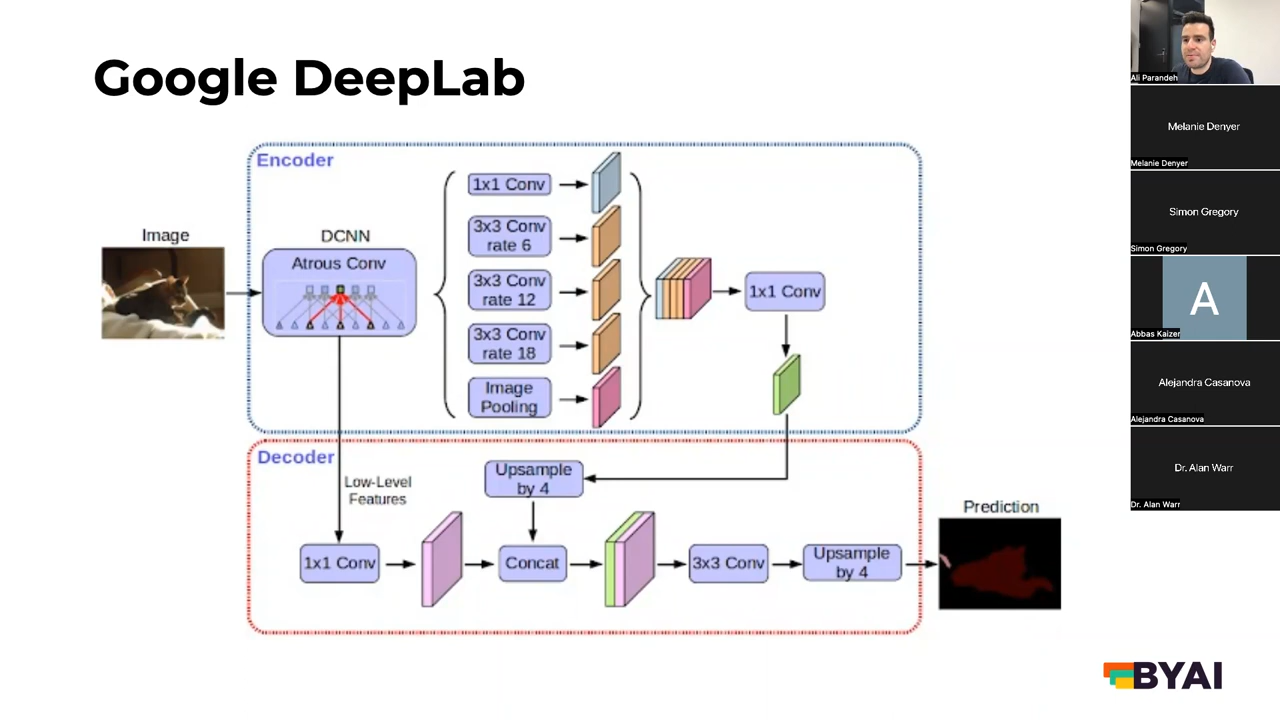 Google DeepLab
Encoder
Image
DCNN
Atrous Conv
1x1 Conv
3x3 Conv
rate 6
3x3 Conv
rate 12
3x3 Conv
rate 18
Image
Pooling
1x1 Conv
Decoder
Low-Level
Features
Upsample
by 4
1x1 Conv
Concat
3x3 Conv
Upsample
by 4
Prediction
BYAI
Ali Parandeh
Melanie Denyer
Melanie Denyer
Simon Gregory
Simon Gregory
A
Abbas Kaizer
Alejandra Casanova
Alejandra Casanova
Dr. Alan Warr
Dr. Alan Warr